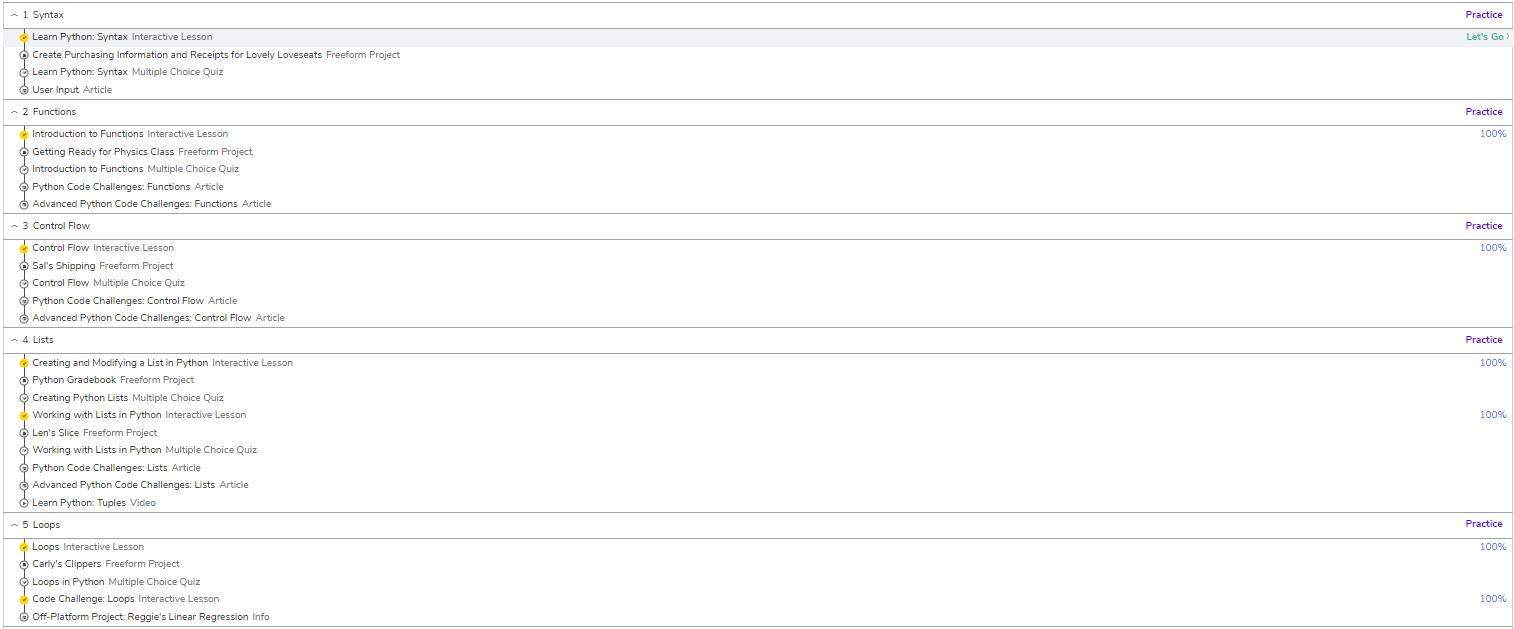 1 Syntax Practice
Learn Python: Syntax Interactive Lesson Let's Go
Create Purchasing Information and Receipts for Lovely Loveseats Freeform Project
Learn Python: Syntax Multiple Choice Quiz
User Input Article
2 Functions Practice
Introduction to Functions Interactive Lesson 100%
Getting Ready for Physics Class Freeform Project
Introduction to Functions Multiple Choice Quiz
Python Code Challenges: Functions Article
Advanced Python Code Challenges: Functions Article
3 Control Flow Practice
Control Flow Interactive Lesson 100%
Sal's Shipping Freeform Project
Control Flow Multiple Choice Quiz
Python Code Challenges: Control Flow Article
Advanced Python Code Challenges: Control Flow Article
4 Lists Practice
Creating and Modifying a List in Python Interactive Lesson 100%
Python Gradebook Freeform Project
Creating Python Lists Multiple Choice Quiz
Working with Lists in Python Interactive Lesson 100%
Len's Slice Freeform Project
Working with Lists in Python Multiple Choice Quiz
Python Code Challenges: Lists Article
Advanced Python Code Challenges: Lists Article
Learn Python: Tuples Video
5 Loops Practice
Loops Interactive Lesson 100%
Carly's Clippers Freeform Project
Loops in Python Multiple Choice Quiz
Code Challenge: Loops Interactive Lesson 100%
Off-Platform Project: Reggie's Linear Regression Info